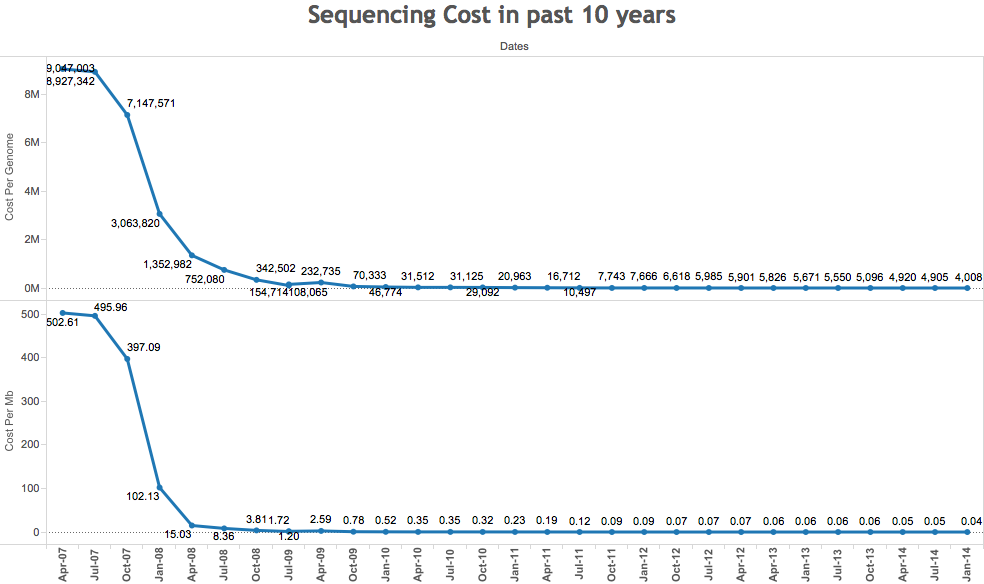 Sequencing Cost in past 10 years
Dates
Cost Per Genome
8M
6M
4M
2M
0M
9,047,003
8,927,342
7,147,571
3,063,820
1,352,982
752,080
342,502
154,714
232,735
108,065
70,333
46,774
31,512
31,125
29,092
20,963
16,712
10,497
7,743
7,666
6,618
5,985
5,901
5,826
5,671
5,550
5,096
4,920
4,905
4,008
Cost Per Mb
500
400
300
200
100
0
502.61
495.96
397.09
102.13
15.03
8.36
3.81
1.72
1.20
2.59
0.78
0.52
0.35
0.35
0.32
0.23
0.19
0.12
0.09
0.09
0.07
0.07
0.07
0.06
0.06
0.06
0.06
0.05
0.05
0.04
Apr-07
Jul-07
Oct-07
Jan-08
Apr-08
Jul-08
Oct-08
Jul-09
Apr-09
Oct-09
Jan-10
Apr-10
Jul-10
Oct-10
Jan-11
Apr-11
Jul-11
Oct-11
Jan-12
Apr-12
Jul-12
Oct-12
Jan-13
Apr-13
Jul-13
Oct-13
Apr-14
Jul-14
Jan-14